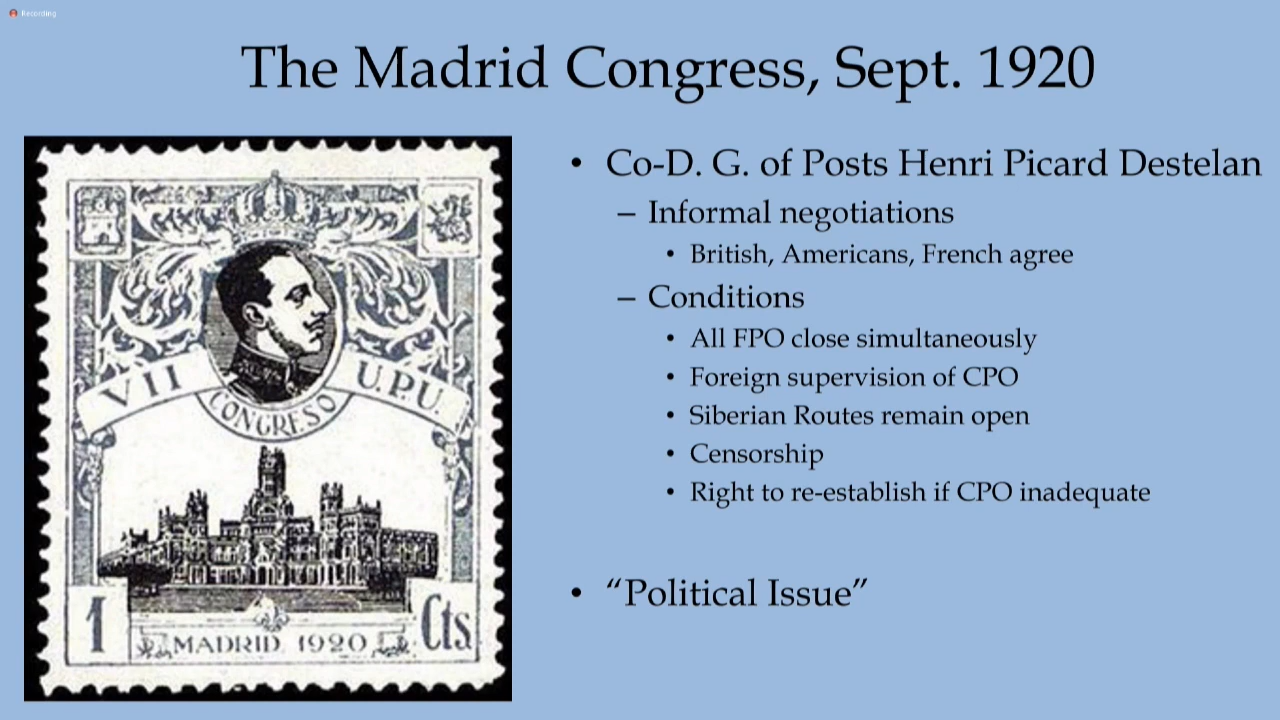 Recording
The Madrid Congress, Sept. 1920
VII
CONGRESO
U.P.U.
1
Cts
MADRID 1920
• Co-D. G. of Posts Henri Picard Destelan
– Informal negotiations
• British, Americans, French agree
– Conditions
• All FPO close simultaneously
• Foreign supervision of CPO
• Siberian Routes remain open
• Censorship
• Right to re-establish if CPO inadequate
• “Political Issue”